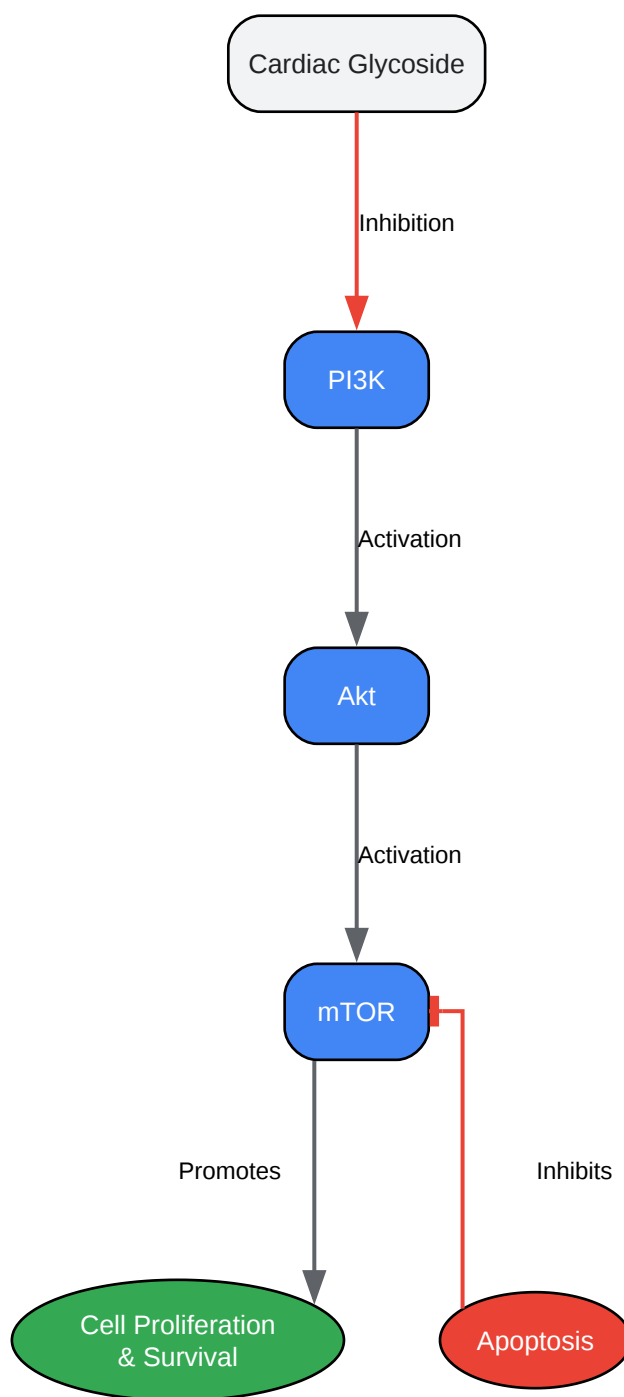 Cardiac Glycoside
Inhibition
PI3K
Activation
Akt
Activation
mTOR
Promotes
Inhibits
Cell Proliferation
& Survival
Apoptosis